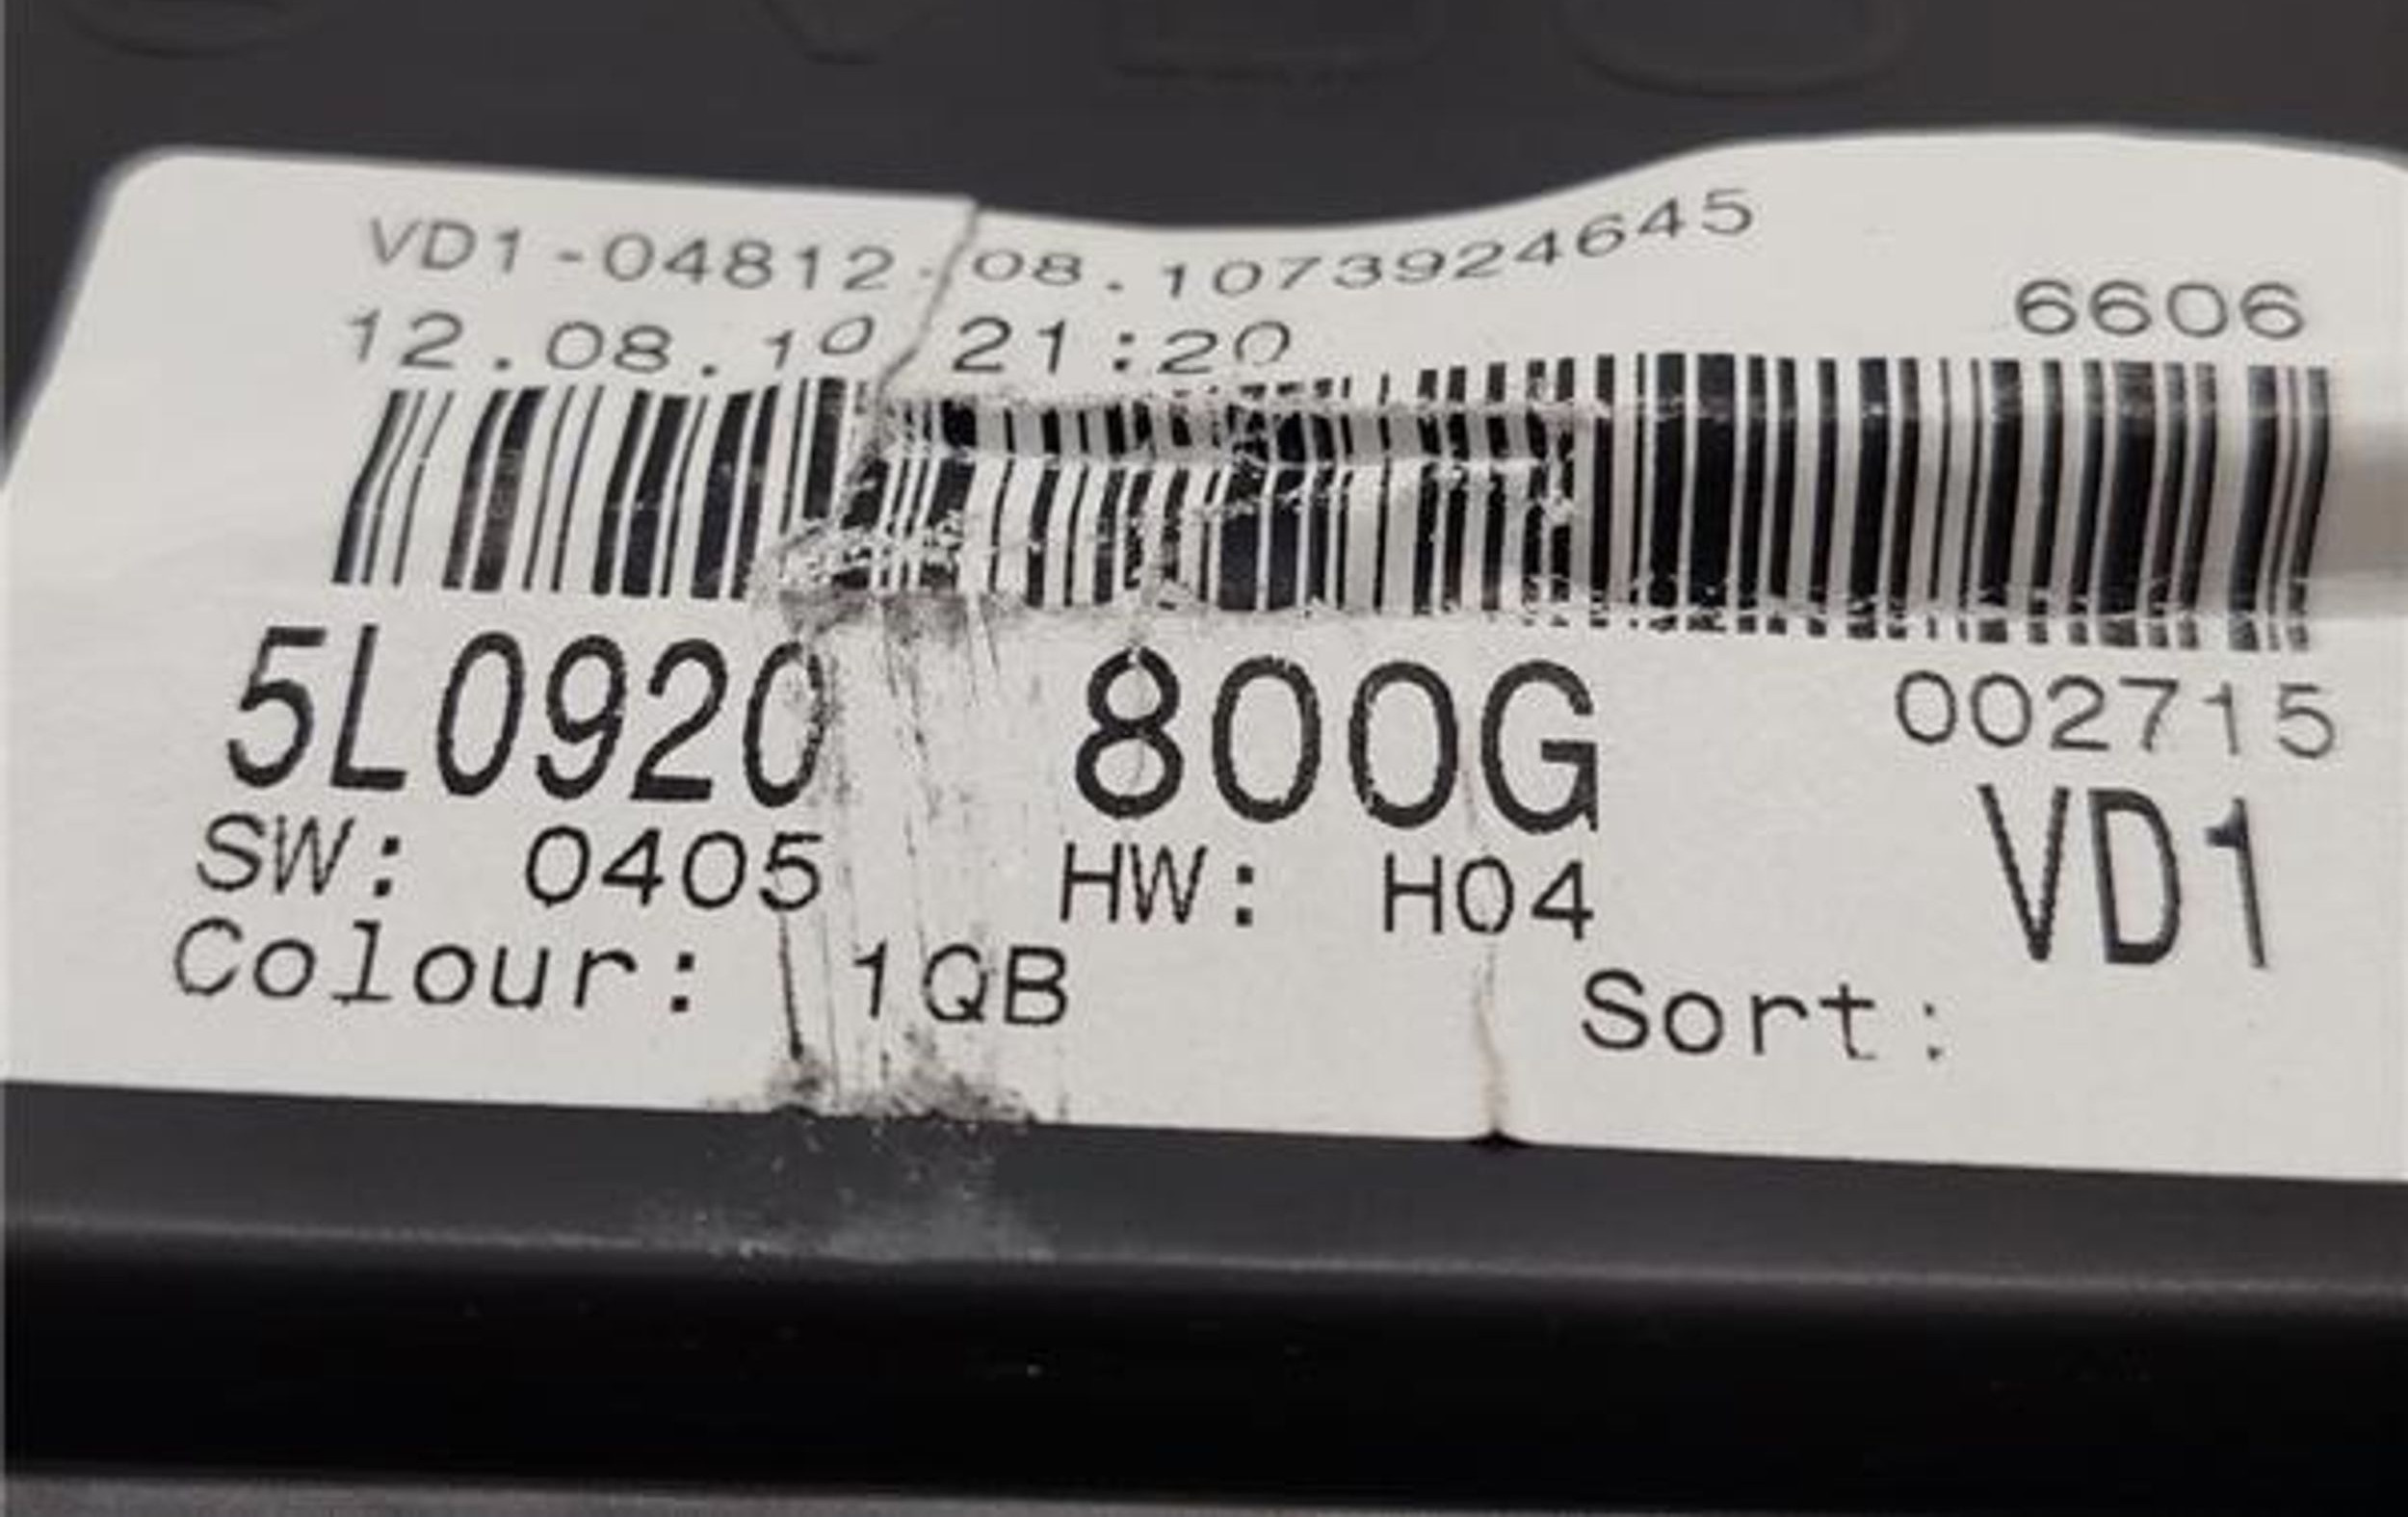 VD1-04812.08.1073924645
12.08.10 21:20 6606
5L0920 800G 002715
SW: 0405 HW: H04 VD1
Colour: 1QB Sort: